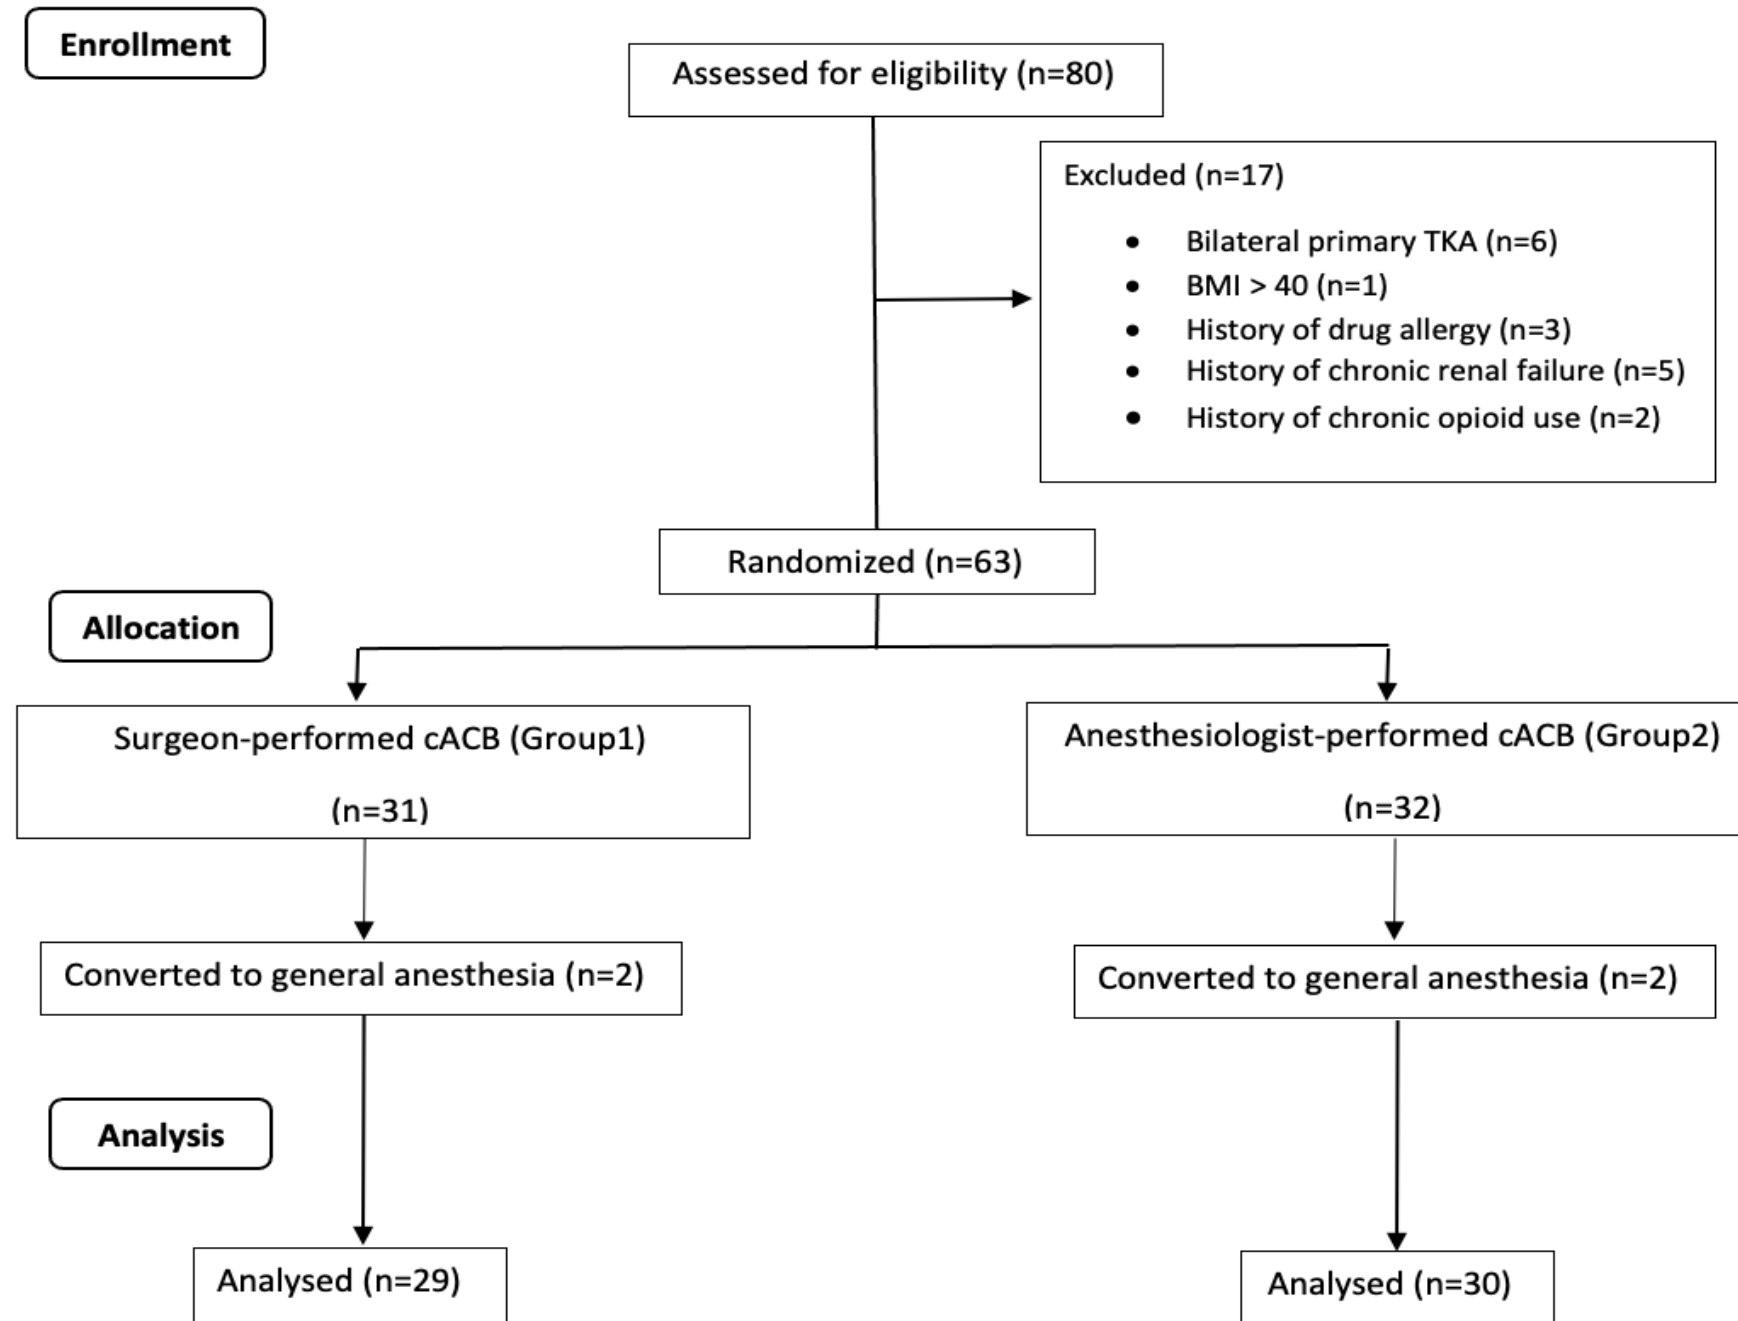 Enrollment
Assessed for eligibility (n=80)
Excluded (n=17)
• Bilateral primary TKA (n=6)
• BMI > 40 (n=1)
• History of drug allergy (n=3)
• History of chronic renal failure (n=5)
• History of chronic opioid use (n=2)
Randomized (n=63)
Allocation
Surgeon-performed cACB (Group1)
(n=31)
Anesthesiologist-performed cACB (Group2)
(n=32)
Converted to general anesthesia (n=2)
Converted to general anesthesia (n=2)
Analysis
Analysed (n=29)
Analysed (n=30)